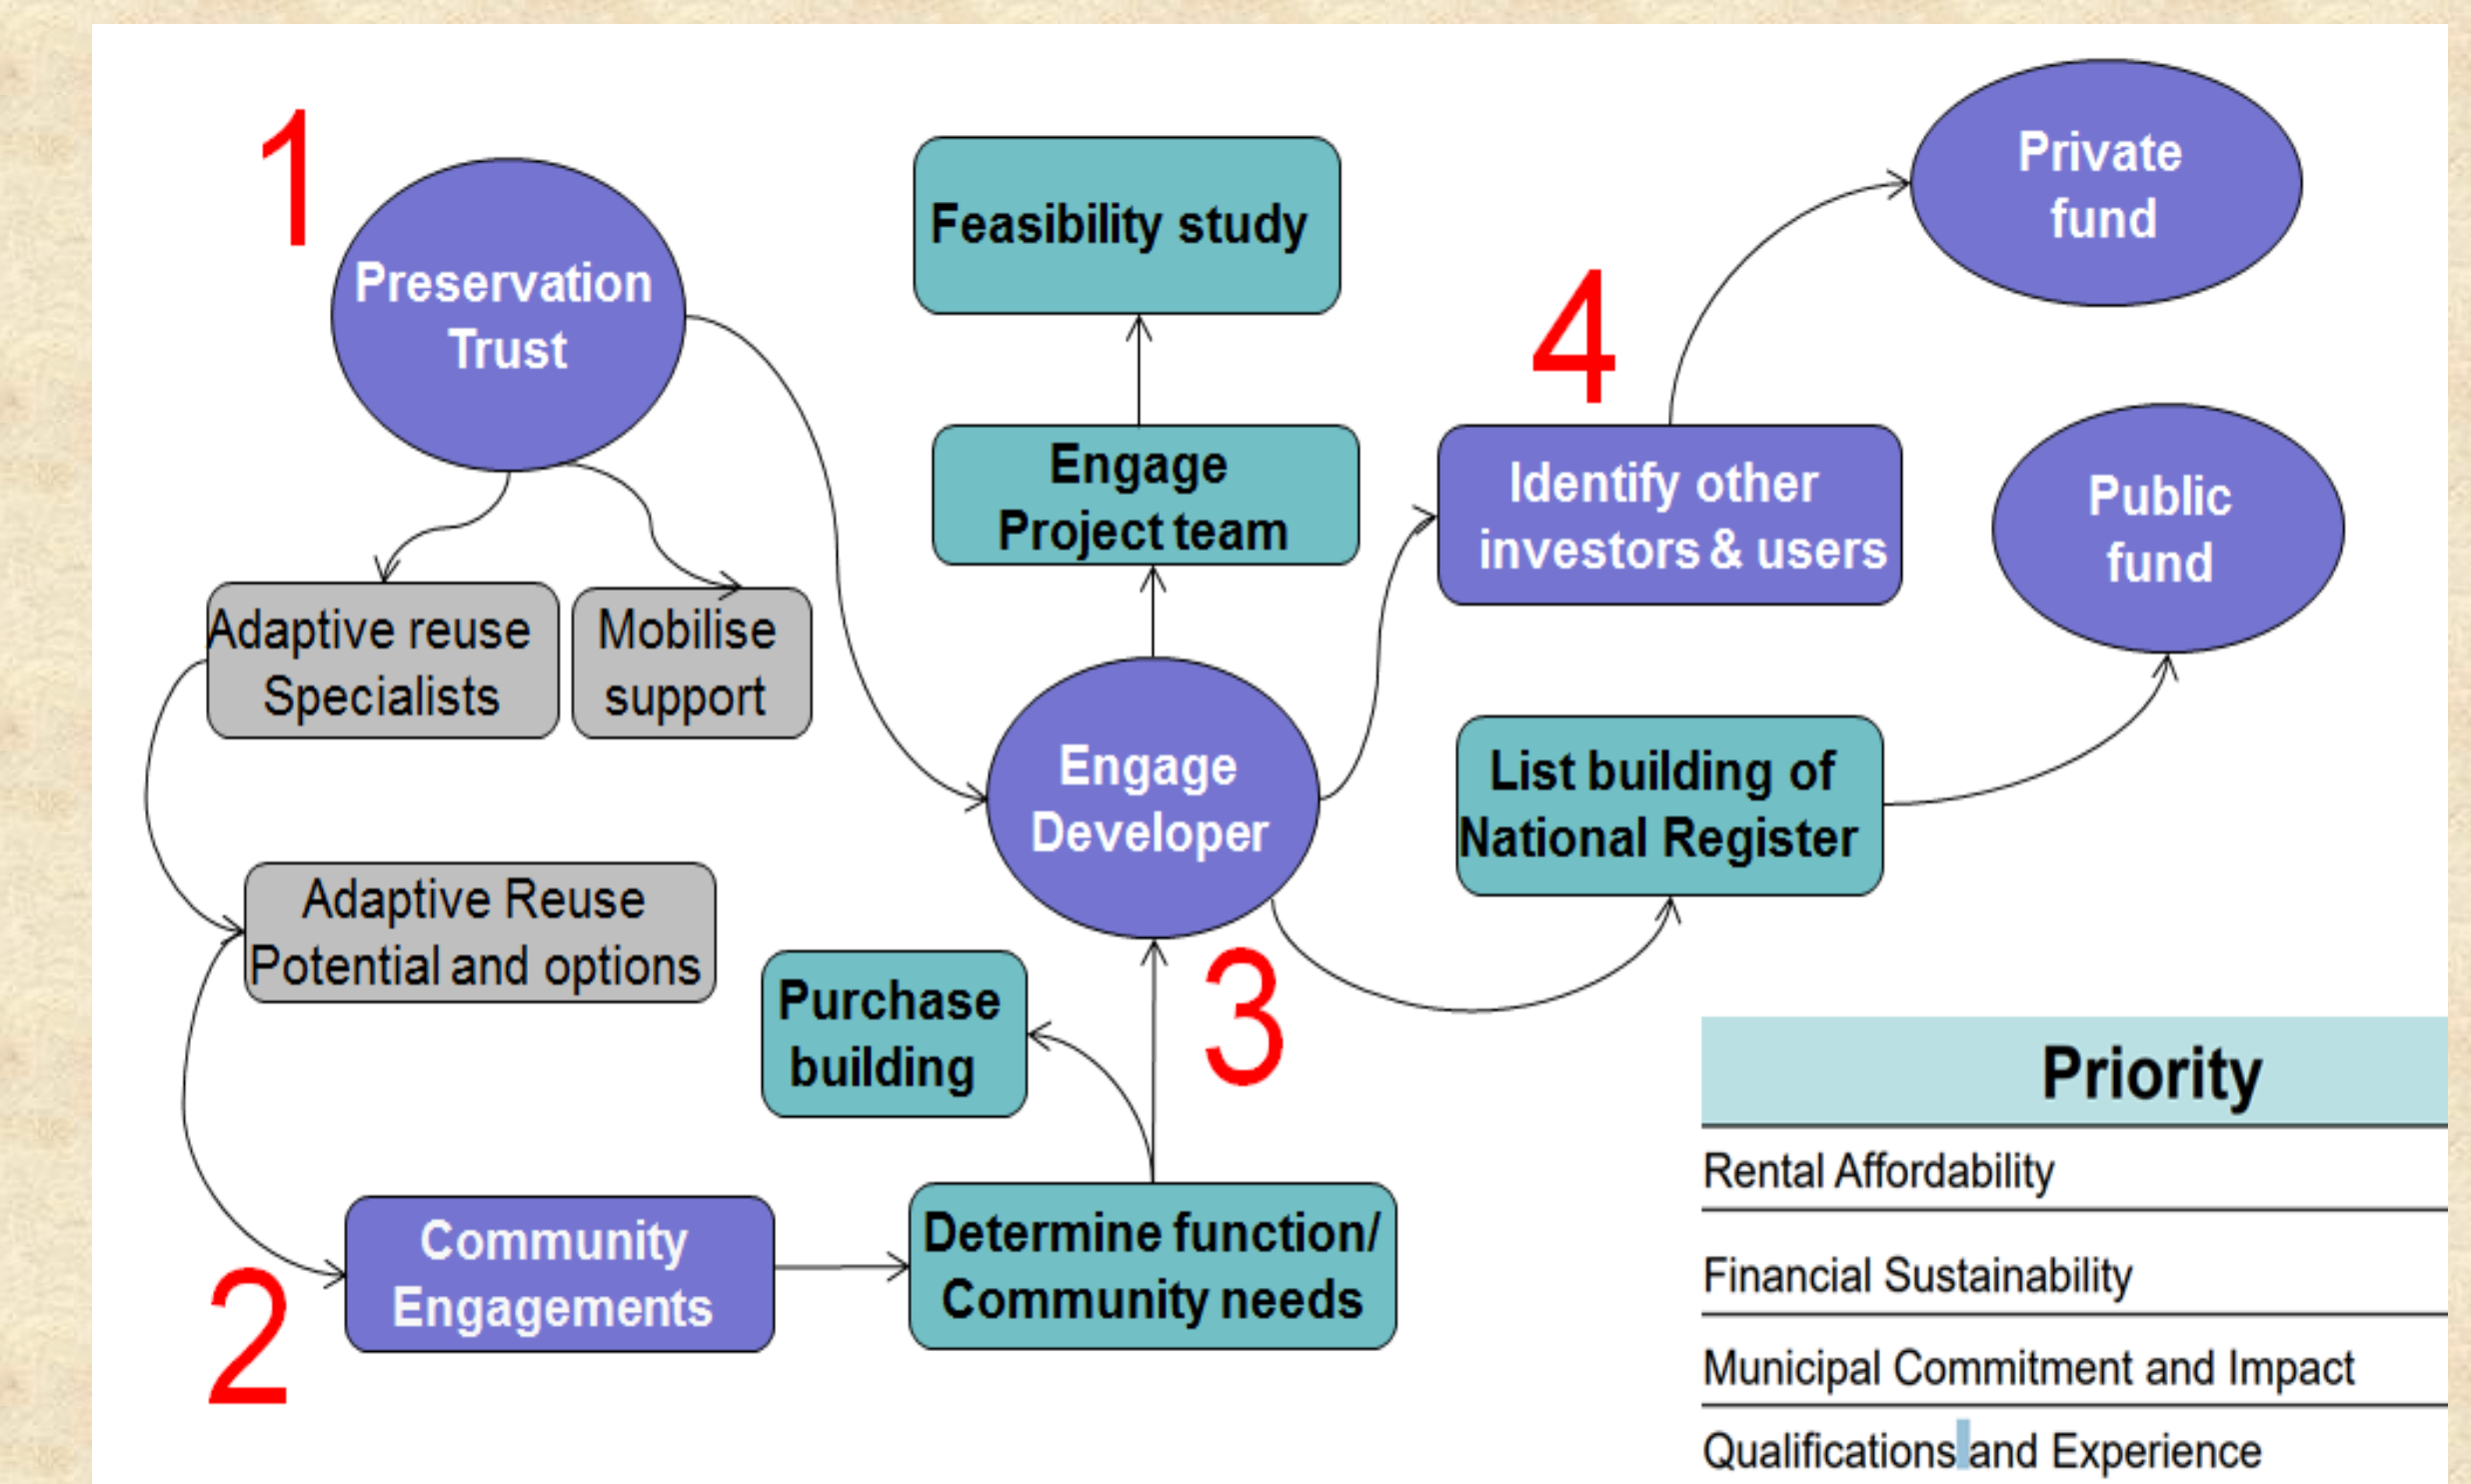 1
Preservation
Trust
Feasibility study
Private
fund
4
Engage
Project team
Identify other
investors & users
Public
fund
Adaptive reuse
Specialists
Mobilise
support
Engage
Developer
List building of
National Register
Adaptive Reuse
Potential and options
Purchase
building
3
2
Community
Engagements
Determine function/
Community needs
Priority
Rental Affordability
Financial Sustainability
Municipal Commitment and Impact
Qualifications and Experience